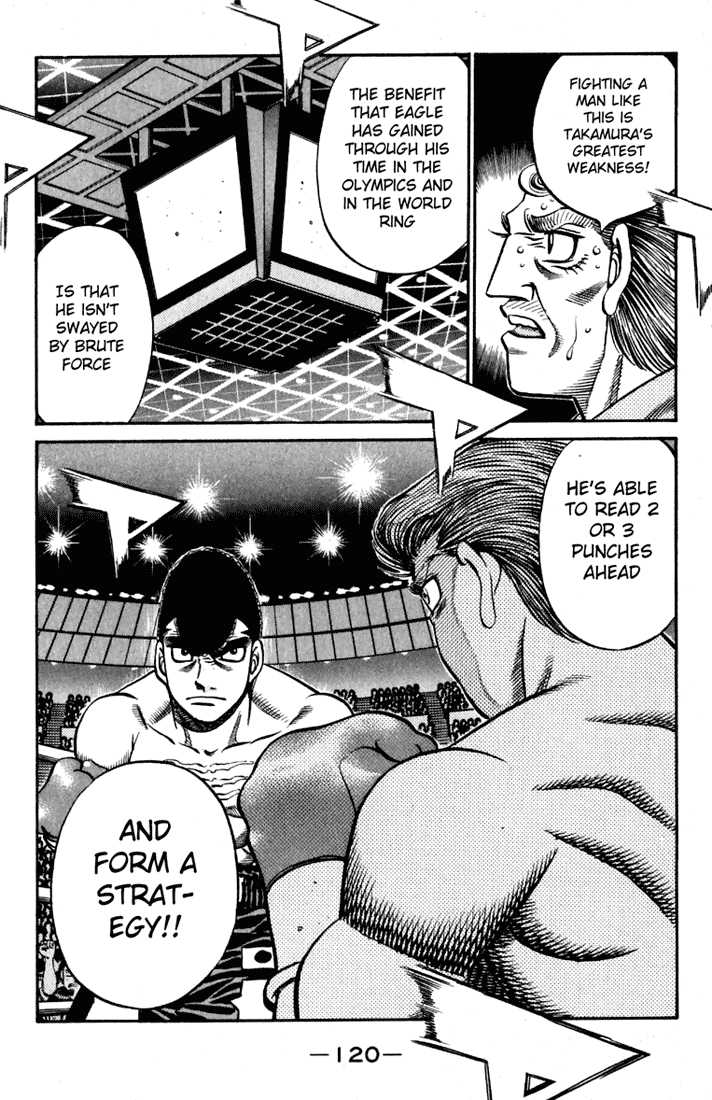 FIGHTING A
MAN LIKE
THIS IS
TAKAMURA'S
GREATEST
WEAKNESS!
THE BENEFIT
THAT EAGLE
HAS GAINED
THROUGH HIS
TIME IN THE
OLYMPICS AND
IN THE WORLD
RING
IS THAT
HE ISN'T
SWAYED
BY BRUTE
FORCE
HE'S ABLE
TO READ 2
OR 3
PUNCHES
AHEAD
AND
FORM A
STRAT-
EGY!!
—120—